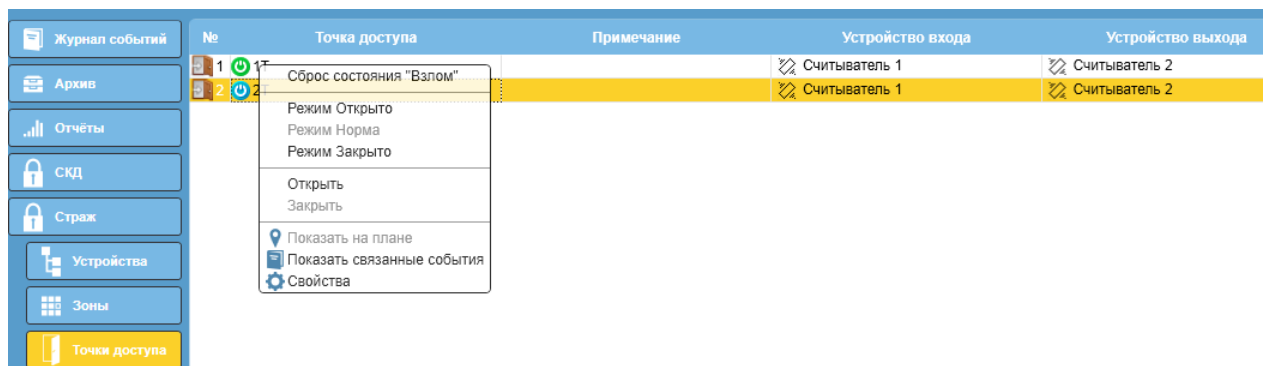 Журнал событий
Архив
Отчёты
СКД
Страж
Устройства
Зоны
Точки доступа
№ Точка доступа Примечание Устройство входа Устройство выхода
1 1Т Считыватель 1 Считыватель 2
2 2Т Считыватель 1 Считыватель 2
Сброс состояния "Взлом"
Режим Открыто
Режим Норма
Режим Закрыто
Открыть
Закрыть
Показать на плане
Показать связанные события
Свойства